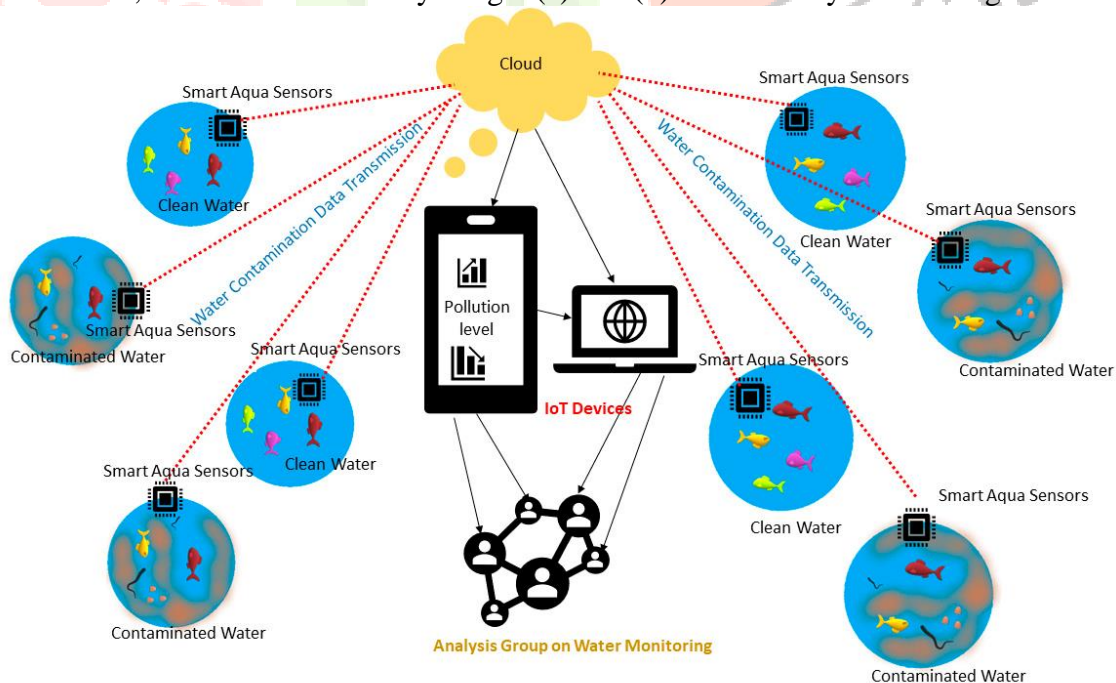 Cloud
Smart Aqua Sensors
Smart Aqua Sensors
Water Contamination Data Transmission
Water Contamination Data Transmission
Clean Water
Smart Aqua Sensors
Clean Water
Pollution
level
Smart Aqua Sensors
Contaminated Water
Smart Aqua Sensors
Smart Aqua Sensors
Contaminated Water
IoT Devices
Clean Water
Smart Aqua Sensors
Smart Aqua Sensors
Clean Water
Contaminated Water
Analysis Group on Water Monitoring
Contaminated Water